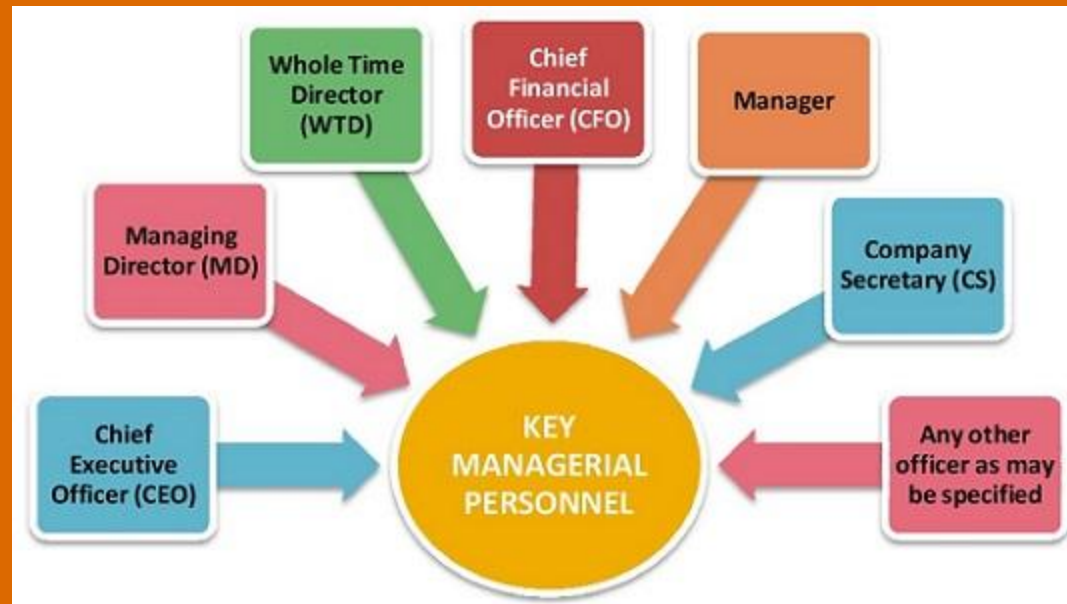 Chief
Executive
Officer (CEO)
Managing
Director (MD)
Whole Time
Director
(WTD)
Chief
Financial
Officer (CFO)
Manager
Company
Secretary (CS)
Any other
officer as may
be specified
KEY
MANAGERIAL
PERSONNEL